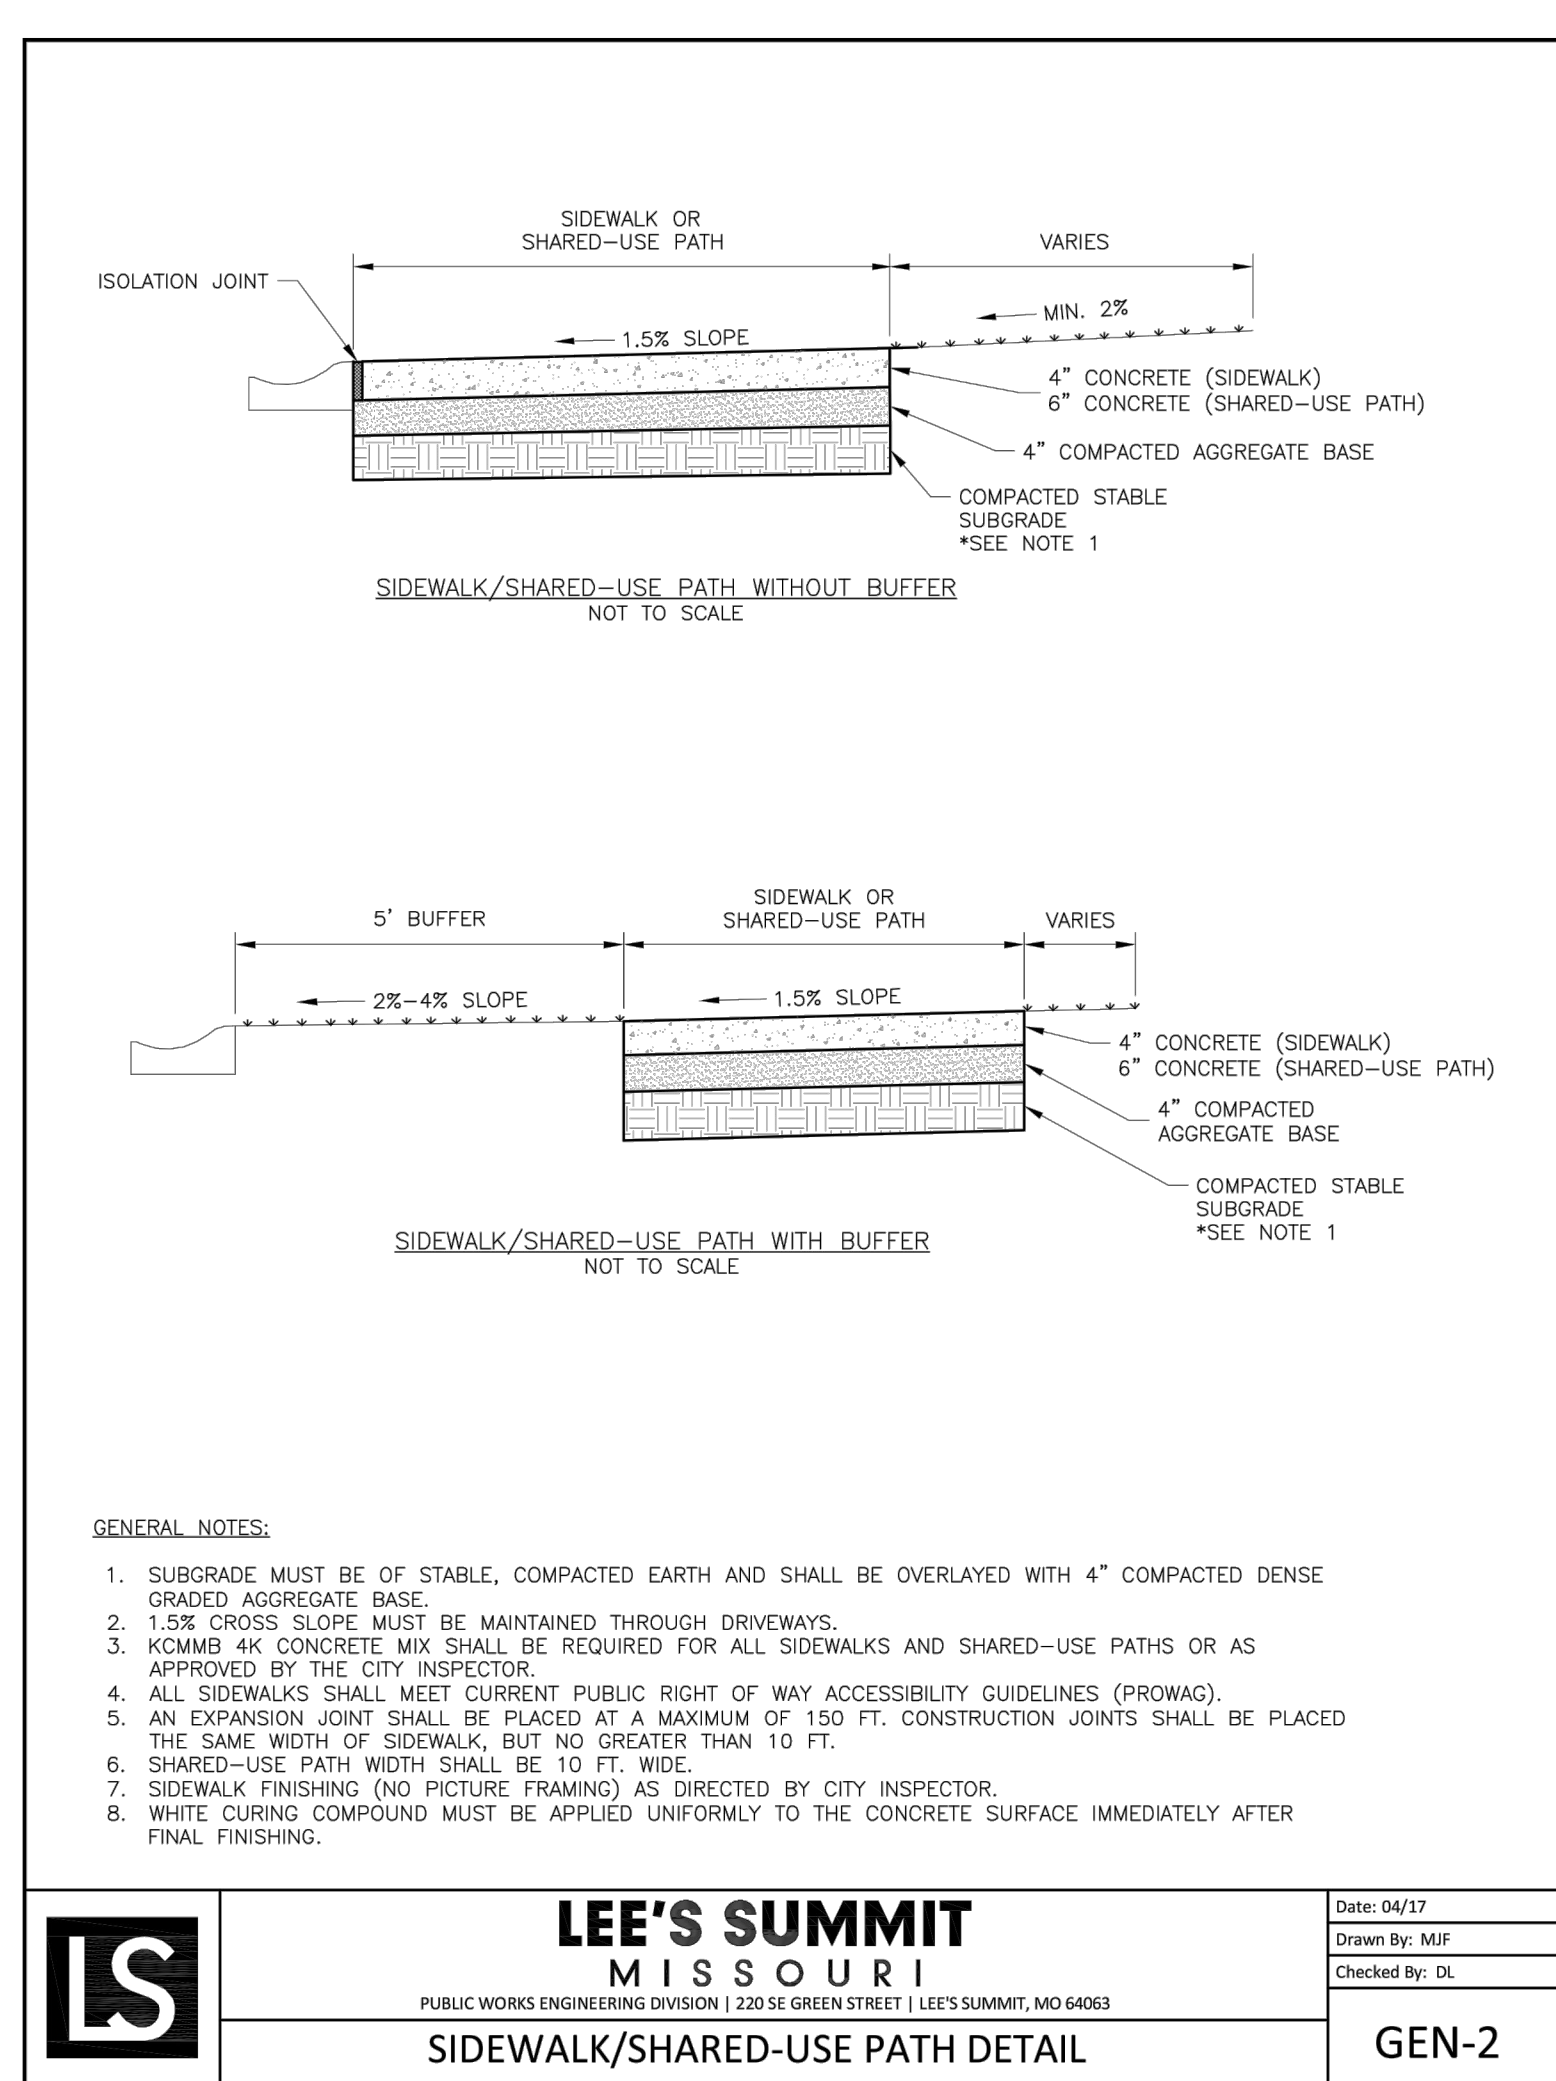 SIDEWALK OR
SHARED-USE PATH
VARIES
ISOLATION JOINT
MIN. 2%
1.5% SLOPE
4" CONCRETE (SIDEWALK)
6" CONCRETE (SHARED-USE PATH)
4" COMPACTED AGGREGATE BASE
COMPACTED STABLE
SUBGRADE
*SEE NOTE 1
SIDEWALK/SHARED-USE PATH WITHOUT BUFFER
NOT TO SCALE
5' BUFFER
SIDEWALK OR
SHARED-USE PATH
VARIES
2%-4% SLOPE
1.5% SLOPE
4" CONCRETE (SIDEWALK)
6" CONCRETE (SHARED-USE PATH)
4" COMPACTED
AGGREGATE BASE
COMPACTED STABLE
SUBGRADE
*SEE NOTE 1
SIDEWALK/SHARED-USE PATH WITH BUFFER
NOT TO SCALE
GENERAL NOTES:
1. SUBGRADE MUST BE OF STABLE, COMPACTED EARTH AND SHALL BE OVERLAYED WITH 4" COMPACTED DENSE
GRADED AGGREGATE BASE.
2. 1.5% CROSS SLOPE MUST BE MAINTAINED THROUGH DRIVEWAYS.
3. KCMMB 4K CONCRETE MIX SHALL BE REQUIRED FOR ALL SIDEWALKS AND SHARED-USE PATHS OR AS
APPROVED BY THE CITY INSPECTOR.
4. ALL SIDEWALKS SHALL MEET CURRENT PUBLIC RIGHT OF WAY ACCESSIBILITY GUIDELINES (PROWAG).
5. AN EXPANSION JOINT SHALL BE PLACED AT A MAXIMUM OF 150 FT. CONSTRUCTION JOINTS SHALL BE PLACED
THE SAME WIDTH OF SIDEWALK, BUT NO GREATER THAN 10 FT.
6. SHARED-USE PATH WIDTH SHALL BE 10 FT. WIDE.
7. SIDEWALK FINISHING (NO PICTURE FRAMING) AS DIRECTED BY CITY INSPECTOR.
8. WHITE CURING COMPOUND MUST BE APPLIED UNIFORMLY TO THE CONCRETE SURFACE IMMEDIATELY AFTER
FINAL FINISHING.
LS
LEE'S SUMMIT
MISSOURI
PUBLIC WORKS ENGINEERING DIVISION | 220 SE GREEN STREET | LEE'S SUMMIT, MO 64063
SIDEWALK/SHARED-USE PATH DETAIL
Date: 04/17
Drawn By: MJF
Checked By: DL
GEN-2